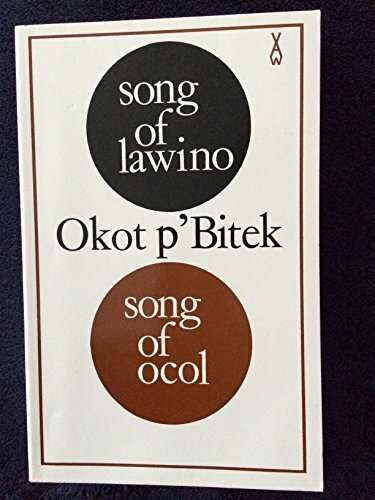 song
of
lawino
Okot p'Bitek
song
of
ocol